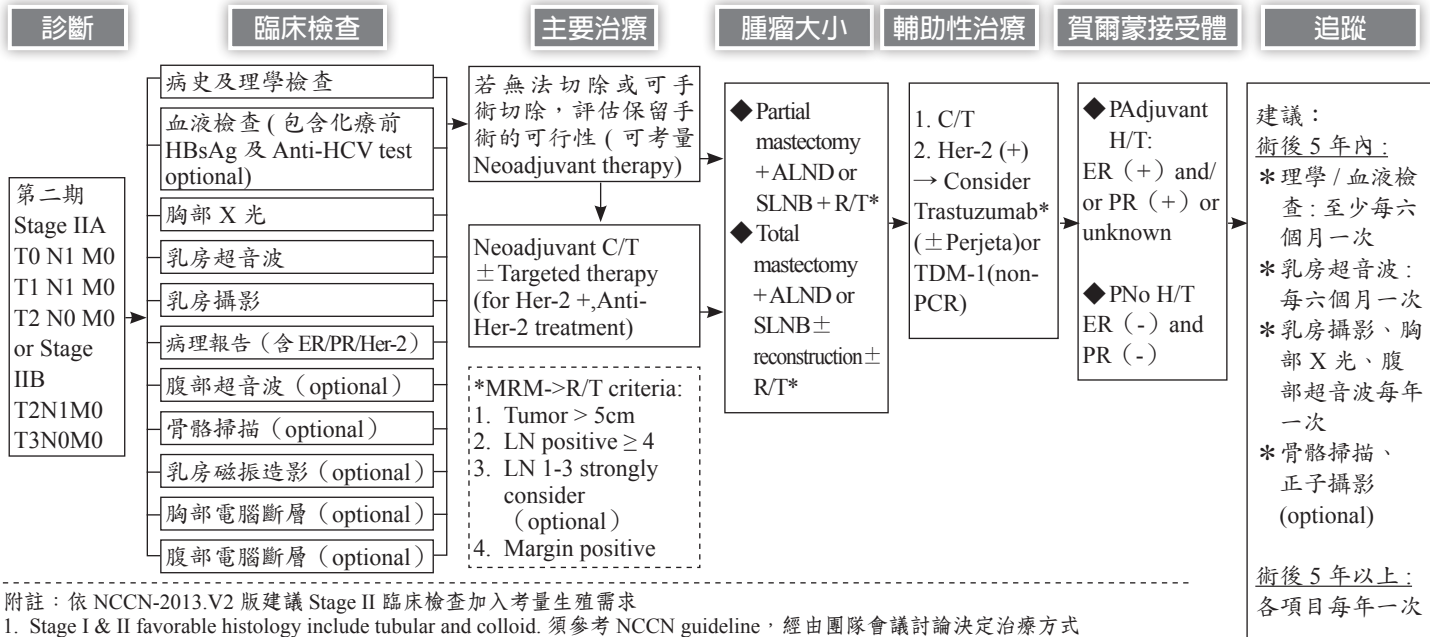 診斷
臨床檢查
主要治療
腫瘤大小
輔助性治療
賀爾蒙接受體
追蹤
第二期
Stage IIA
T0 N1 M0
T1 N1 M0
T2 N0 M0
or Stage
IIB
T2N1M0
T3N0M0
病史及理學檢查
血液檢查 ( 包含化療前
HBsAg 及 Anti-HCV test
optional)
胸部 X 光
乳房超音波
乳房攝影
病理報告（含 ER/PR/Her-2）
腹部超音波（optional）
骨骼掃描（optional）
乳房磁振造影（optional）
胸部電腦斷層（optional）
腹部電腦斷層（optional）
若無法切除或可手
術切除，評估保留手
術的可行性 ( 可考量
Neoadjuvant therapy)
Neoadjuvant C/T
±Targeted therapy
(for Her-2 +,Anti-
Her-2 treatment)
*MRM->R/T criteria:
1. Tumor > 5cm
2. LN positive ≥ 4
3. LN 1-3 strongly
consider
（optional）
4. Margin positive
◆ Partial
mastectomy
+ALND or
SLNB+R/T*
◆ Total
mastectomy
+ALND or
SLNB±
reconstruction±
R/T*
1. C/T
2. Her-2 (+)
→ Consider
Trastuzumab*
(±Perjeta)or
TDM-1(non-
PCR)
◆PAdjuvant
H/T:
ER（+）and/
or PR（+）or
unknown
◆PNo H/T
ER（-）and
PR（-）
建議：
術後 5 年內 :
＊理學 / 血液檢
查 : 至少每六
個月一次
＊乳房超音波 :
每六個月一次
＊乳房攝影、胸
部 X 光、腹
部超音波每年
一次
＊骨骼掃描、
正子攝影
(optional)
術後 5 年以上 :
各項目每年一次
附註：依 NCCN-2013.V2 版建議 Stage II 臨床檢查加入考量生殖需求
1. Stage I & II favorable histology include tubular and colloid. 須參考 NCCN guideline，經由團隊會議討論決定治療方式